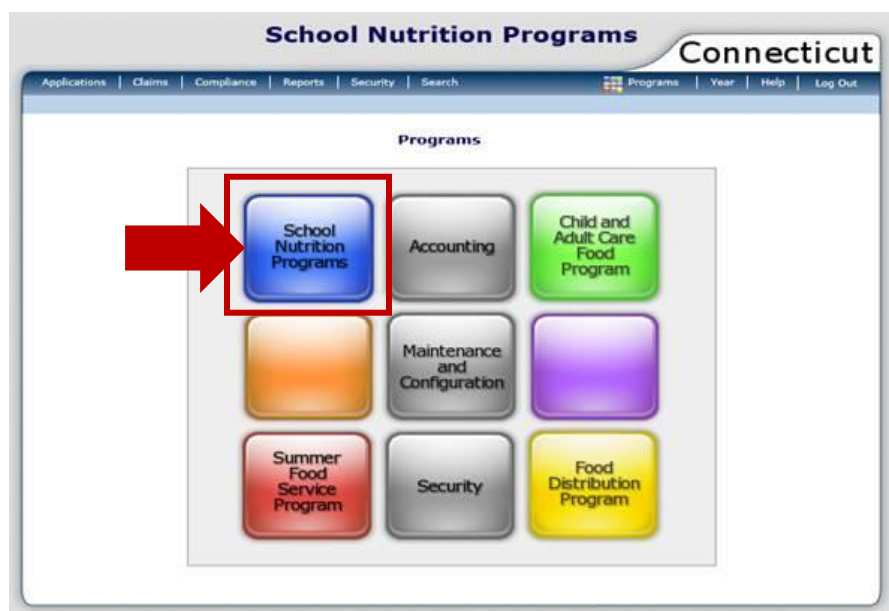 School Nutrition Programs
Connecticut
Applications | Claims | Compliance | Reports | Security | Search
Programs | Year | Help | Log Out
Programs
School
Nutrition
Programs
Accounting
Child and
Adult Care
Food
Program
Maintenance
and
Configuration
Summer
Food
Service
Program
Security
Food
Distribution
Program